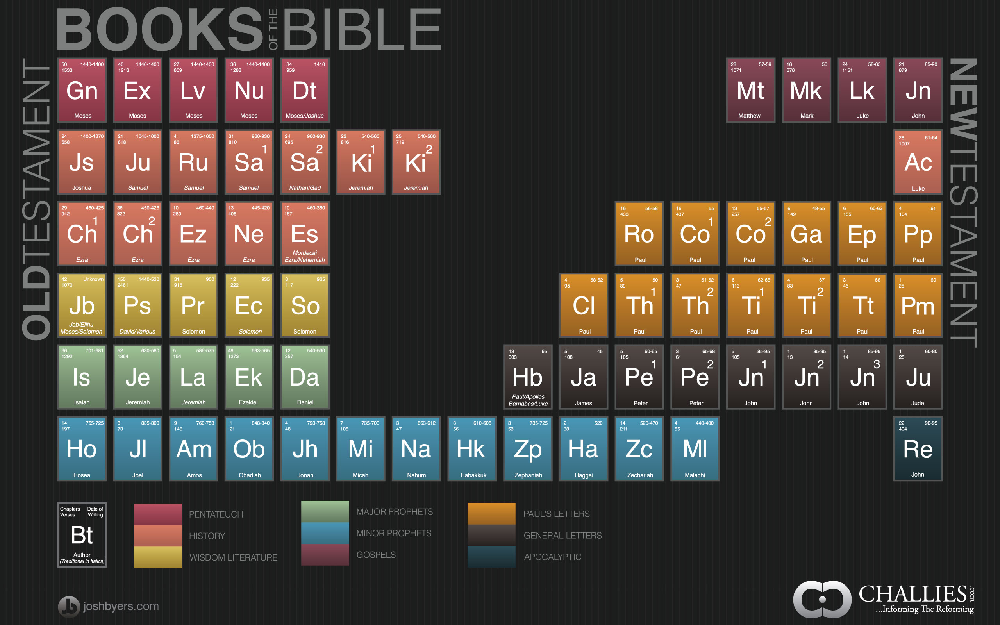 BOOKS OF THE BIBLE
OLDTESTAMENT
NEWTESTAMENT
50 1440-1400
1533
Gn
Moses
40 1440-1400
1213
Ex
Moses
27 1440-1400
859
Lv
Moses
36 1440-1400
1288
Nu
Moses
34 1410
959
Dt
Moses/Joshua
28 57-59
1071
Mt
Matthew
16 50
678
Mk
Mark
24 58-65
1151
Lk
Luke
21 85-90
879
Jn
John
24 1400-1370
658
Js
Joshua
21 1045-1000
618
Ju
Samuel
4 1375-1050
85
Ru
Samuel
31 960-930
810
Sa 1
Samuel
24 960-930
695
Sa 2
Nathan/Gad
22 540-560
816
Ki 1
Jeremiah
25 540-560
719
Ki 2
Jeremiah
28 61-64
1007
Ac
Luke
29 450-425
942
Ch 1
Ezra
36 450-425
822
Ch 2
Ezra
10 460-440
280
Ez
Ezra
13 445-420
406
Ne
Ezra
10 460-350
167
Es
Mordecai
Ezra/Nehemiah
16 56-58
433
Ro
Paul
16 55
437
Co 1
Paul
13 55-57
257
Co 2
Paul
6 48-55
149
Ga
Paul
6 60-63
155
Ep
Paul
4 61
104
Pp
Paul
42 Unknown
1070
Jb
Job/Elihu
Moses/Solomon
150 1440-530
2461
Ps
David/Various
31 900
915
Pr
Solomon
12 935
222
Ec
Solomon
8 965
117
So
Solomon
4 58-62
95
Cl
Paul
5 50
89
Th 1
Paul
3 51-52
47
Th 2
Paul
6 62-66
113
Ti 1
Paul
4 67
83
Ti 2
Paul
3 66
46
Tt
Paul
1 60
25
Pm
Paul
66 701-681
1292
Is
Isaiah
52 630-580
1364
Je
Jeremiah
5 586-575
154
La
Jeremiah
48 593-565
1273
Ek
Ezekiel
12 540-530
357
Da
Daniel
13 65
303
Hb
Paul/Apollos
Barnabas/Luke
5 45
108
Ja
James
5 60-65
105
Pe 1
Peter
3 65-68
61
Pe 2
Peter
5 85-95
105
Jn 1
John
1 85-95
13
Jn 2
John
1 85-95
14
Jn 3
John
1 60-80
25
Ju
Jude
14 755-725
197
Ho
Hosea
3 835-800
73
Jl
Joel
9 760-753
146
Am
Amos
1 848-840
21
Ob
Obadiah
4 793-758
48
Jh
Jonah
7 735-700
105
Mi
Micah
3 663-612
47
Na
Nahum
3 610-605
56
Hk
Habakkuk
3 735-725
53
Zp
Zephaniah
2 520
38
Ha
Haggai
14 520-470
211
Zc
Zechariah
4 440-400
55
Ml
Malachi
22 90-95
404
Re
John
Chapters Date of
Verses Writing
Bt
Author
(Traditional in Italics)
PENTATEUCH
HISTORY
WISDOM LITERATURE
MAJOR PROPHETS
MINOR PROPHETS
GOSPELS
PAUL'S LETTERS
GENERAL LETTERS
APOCALYPTIC
Jb joshbyers.com
CHALLIES.com
...Informing The Reforming